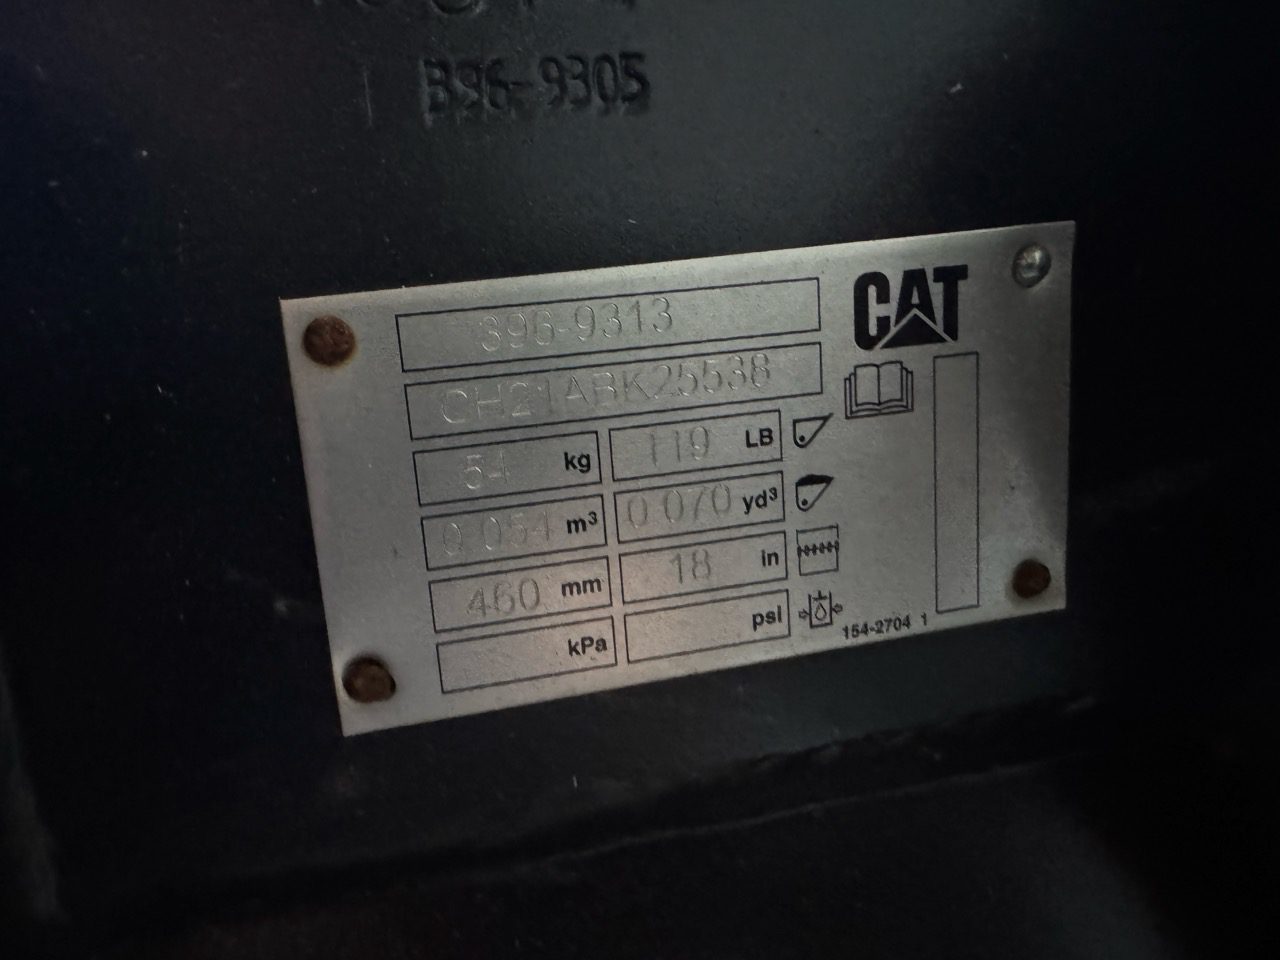 396-9305
CAT
396-9313
CH21ABK25538
54 kg 119 LB
0.054 m³ 0.070 yd³
460 mm 18 in
kPa psi
154-2704 1